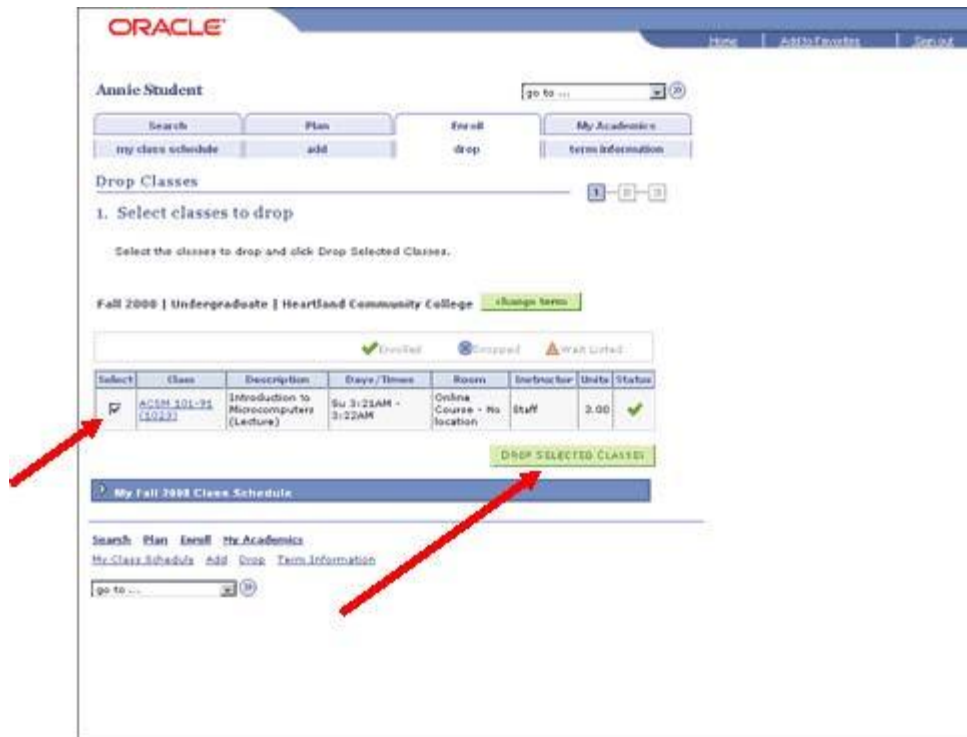 ORACLE
Home | Add to Favorites | Sign out
Annie Student
go to ...
Search Plan Enroll My Academics
my class schedule add drop term information
Drop Classes
1 2 3
1. Select classes to drop
Select the classes to drop and click Drop Selected Classes.
Fall 2008 | Undergraduate | Heartland Community College change term
Enrolled Dropped Wait Listed
Select Class Description Days/Times Room Instructor Units Status
ACSM 101-91 (1023) Introduction to Microcomputers (Lecture) Su 3:21AM - 3:22AM Online Course - No location Staff 3.00
DROP SELECTED CLASSES
My Fall 2008 Class Schedule
Search Plan Enroll My Academics
My Class Schedule Add Drop Term Information
go to ...